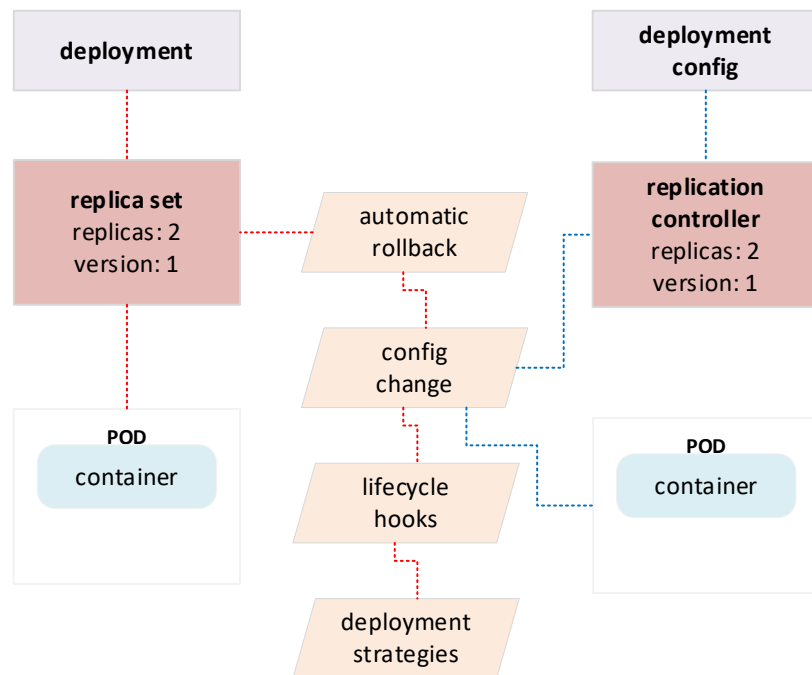 deployment
deployment
config
replica set
replicas: 2
version: 1
automatic
rollback
replication
controller
replicas: 2
version: 1
config
change
POD
container
POD
container
lifecycle
hooks
deployment
strategies